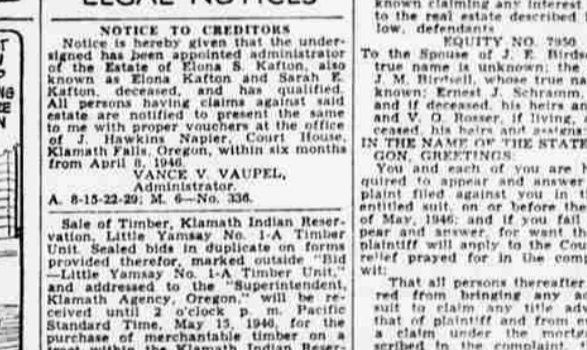 LEGAL NOTICES
NOTICE TO CREDITORS
Notice is hereby given that the under-
signed has been appointed administrator
of the Estate of Elona S. Kafton, also
known as Elona Kafton and Sarah E.
Kafton, deceased, and has qualified.
All persons having claims against said
estate are notified to present the same
to me with proper vouchers at the office
of J. Hawkins Napier, Court House,
Klamath Falls, Oregon, within six months
from April 8, 1946.
VANCE V. VAUPEL,
Administrator.
A. 8-15-22-29; M. 6—No. 336.
Sale of Timber, Klamath Indian Reser-
vation, Little Yamsay No. 1-A Timber
Unit. Sealed bids in duplicate on forms
provided therefor, marked outside "Bid
—Little Yamsay No. 1-A Timber Unit,"
and addressed to the "Superintendent,
Klamath Agency, Oregon," will be re-
ceived until 2 o'clock p. m. Pacific
Standard Time, May 15, 1946, for the
purchase of merchantable timber on a
tract within the Klamath Indian Reser-
known claiming any interest
to the real estate described
low, defendants
EQUITY NO. 7950
To the Spouse of J. E. Birds
true name is unknown; the
J. M. Birdsell, whose true n
known; Ernest J. Schramm,
and if deceased, his heirs a
and V. O. Rosser, if living,
ceased, his heirs and assigns
IN THE NAME OF THE STATE
GON, GREETINGS:
You and each of you are h
quired to appear and answer
plaint filed against you in t
entitled suit on or before the
of May, 1946; and if you fail
pear and answer, for want th
plaintiff will apply to the Cou
relief prayed for in the comp
wit:
That all persons thereafter
red from bringing any a
suit to claim any title adv
that of plaintiff and from e
a claim under the mortg
scribed in the complaint,